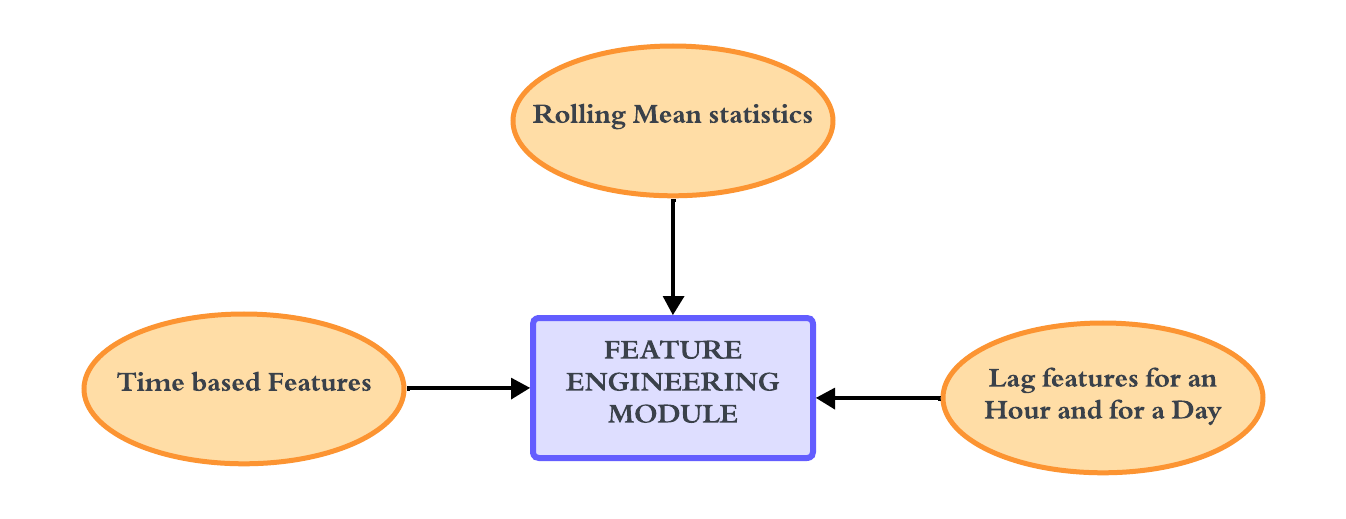 Rolling Mean statistics
Time based Features
FEATURE
ENGINEERING
MODULE
Lag features for an
Hour and for a Day